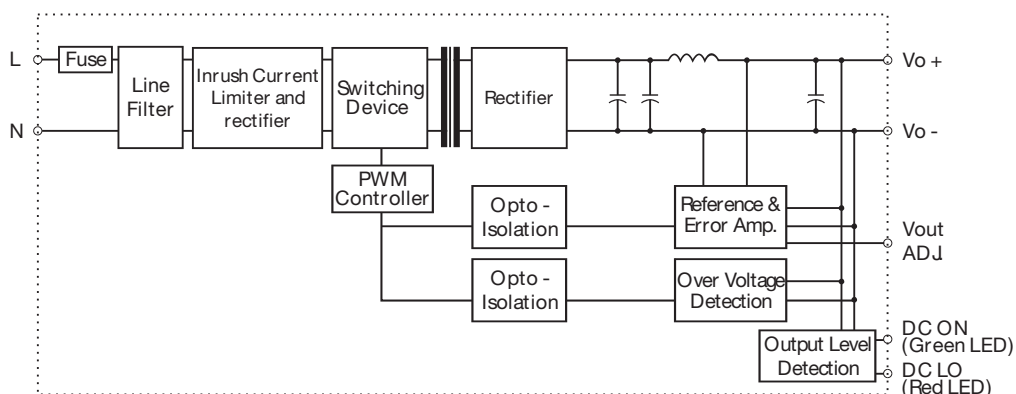 L
Fuse
Line
Filter
Inrush Current
Limiter and
rectifier
Switching
Device
Rectifier
Vo +
N
Vo -
PWM
Controller
Opto -
Isolation
Reference &
Error Amp.
Vout
ADJ.
Opto -
Isolation
Over Voltage
Detection
Output Level
Detection
DC ON
(Green LED)
DC LO
(Red LED)